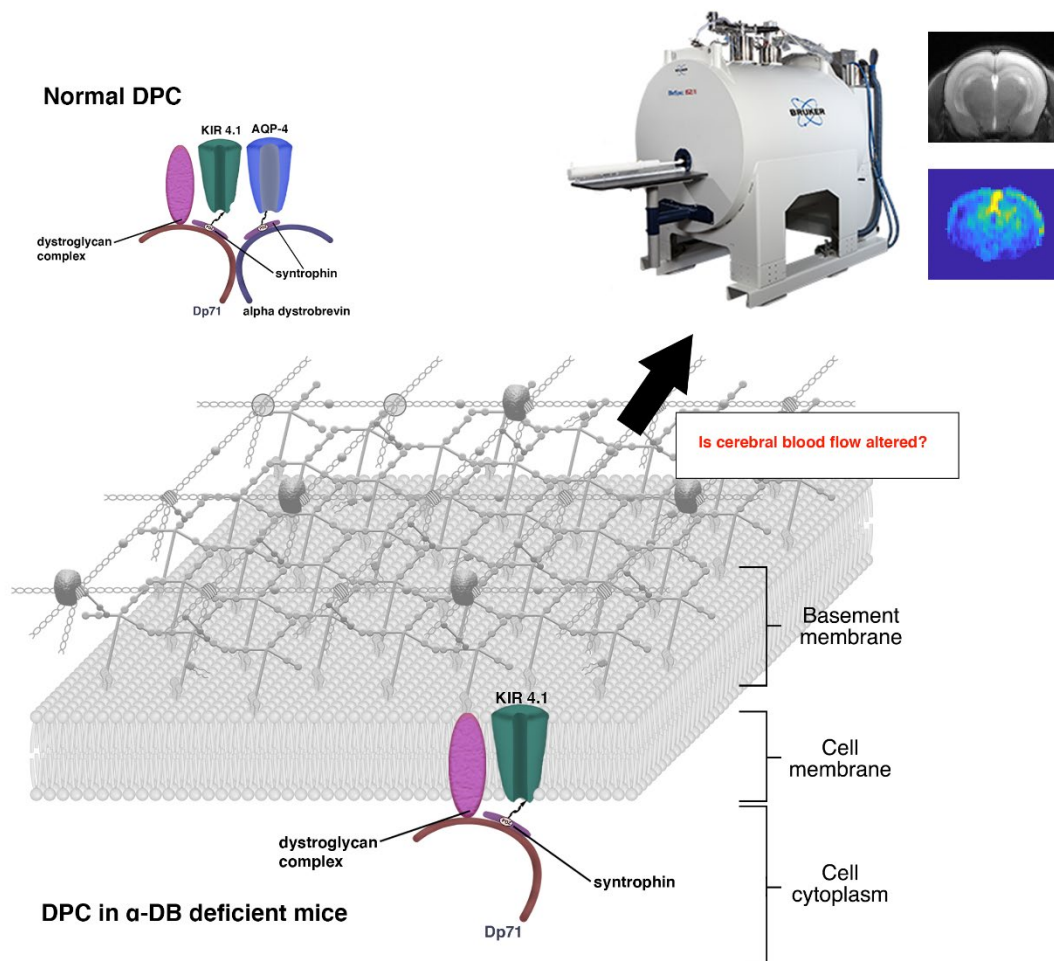 Normal DPC
KIR 4.1
AQP-4
dystroglycan
complex
syntrophin
Dp71
alpha dystrobrevin
BRUKER
BRUKER
Is cerebral blood flow altered?
Basement
membrane
KIR 4.1
Cell
membrane
dystroglycan
complex
syntrophin
Cell
cytoplasm
DPC in α-DB deficient mice
Dp71